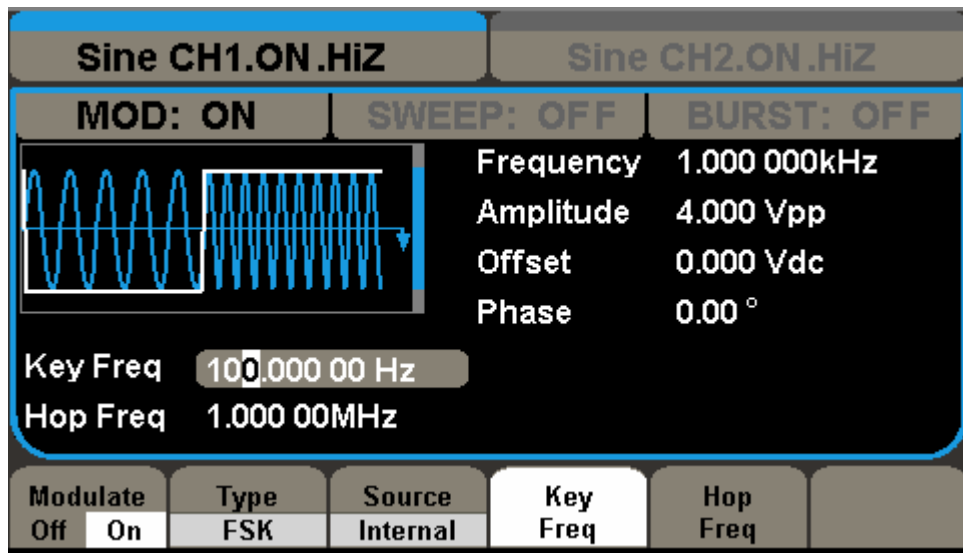 Sine CH1.ON.HiZ
Sine CH2.ON.HiZ
MOD: ON
SWEEP: OFF
BURST: OFF
Frequency 1.000 000kHz
Amplitude 4.000 Vpp
Offset 0.000 Vdc
Phase 0.00 °
Key Freq 100.000 00 Hz
Hop Freq 1.000 00MHz
Modulate
Off On
Type
FSK
Source
Internal
Key
Freq
Hop
Freq